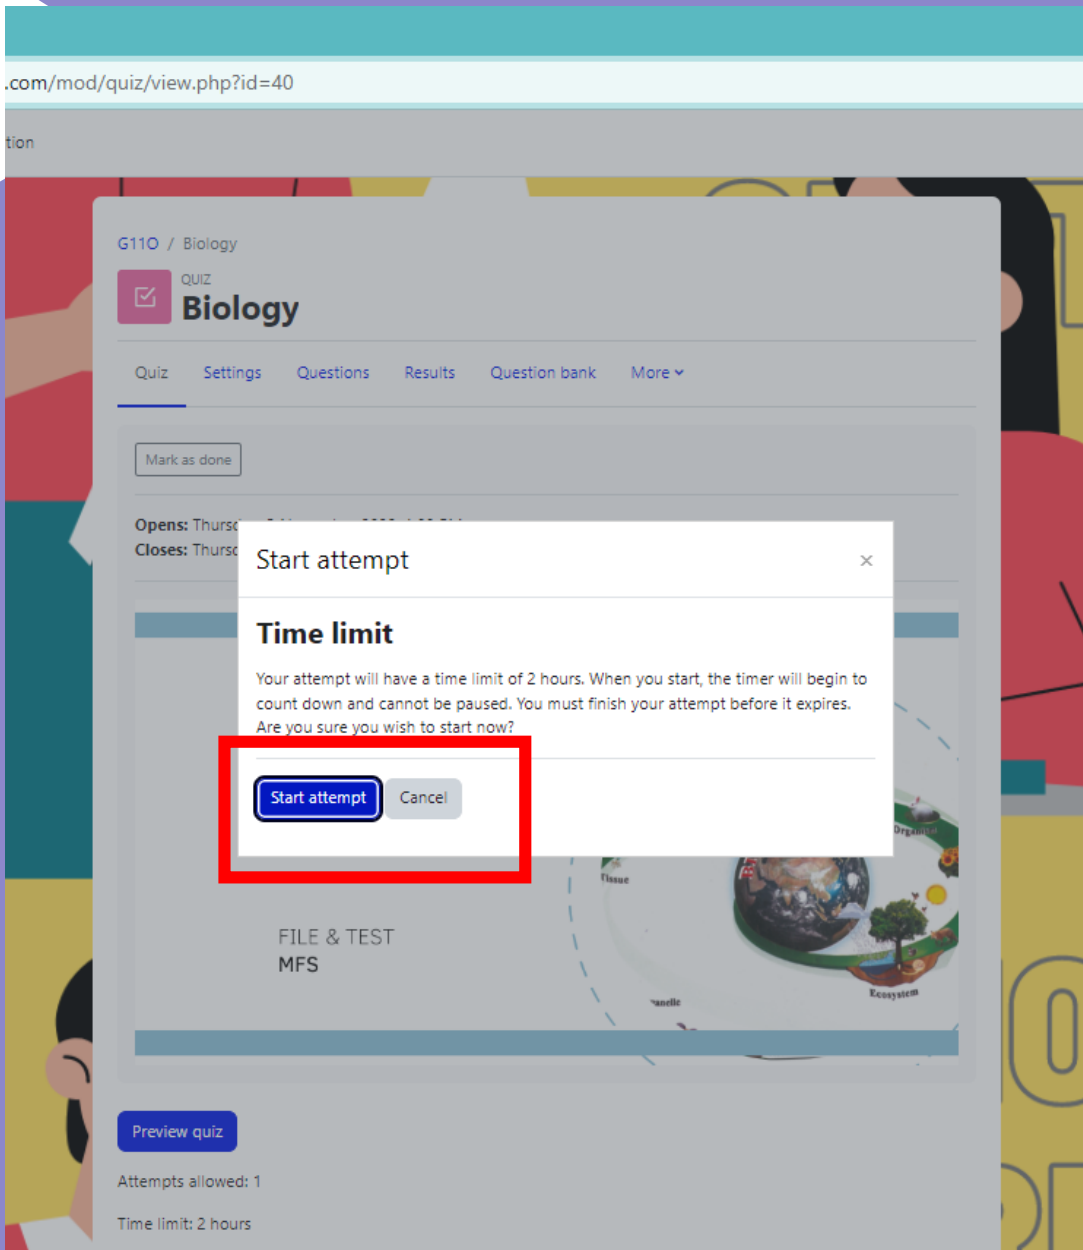 .com/mod/quiz/view.php?id=40
tion
G11O / Biology
QUIZ
Biology
Quiz Settings Questions Results Question bank More
Mark as done
Opens:
Closes:
Start attempt ×
Time limit
Your attempt will have a time limit of 2 hours. When you start, the timer will begin to
count down and cannot be paused. You must finish your attempt before it expires.
Are you sure you wish to start now?
Start attempt Cancel
Tissue
FILE & TEST
MFS
Ecosystem
Preview quiz
Attempts allowed: 1
Time limit: 2 hours